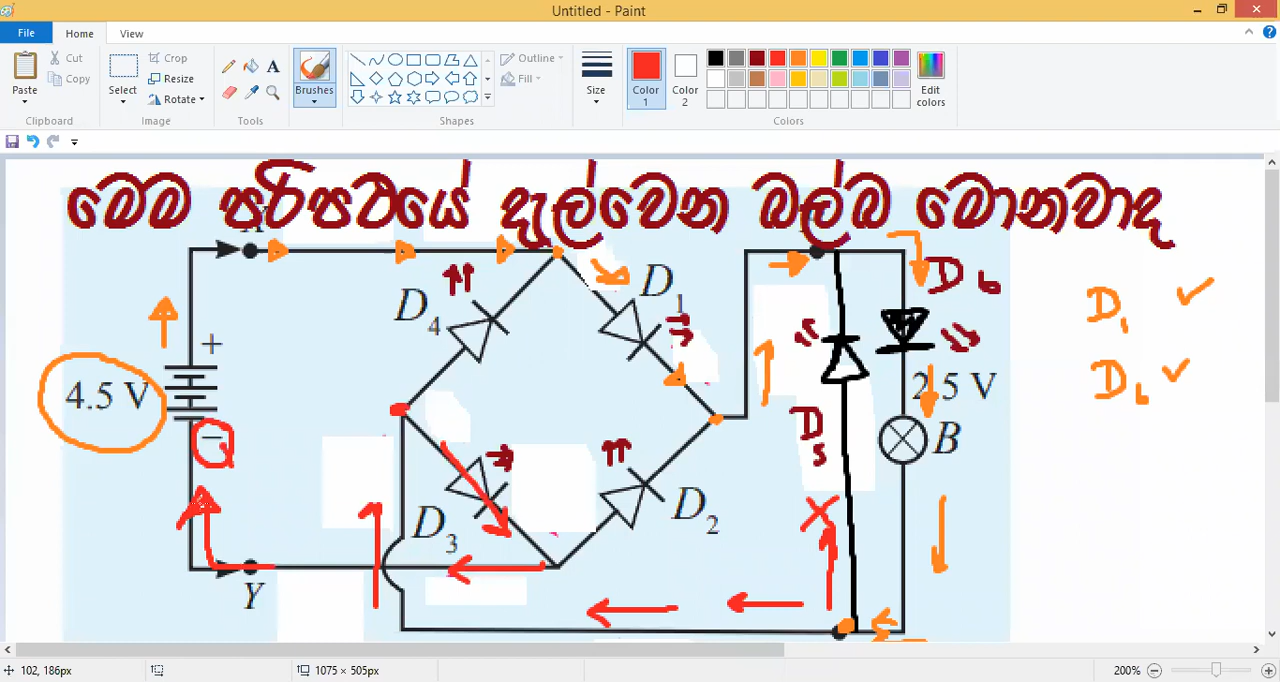 Untitled - Paint
File Home View
Cut
Copy
Paste
Clipboard
Select
Crop
Resize
Rotate
Image
A
Tools
Brushes
Outline
Fill
Shapes
Size
Color 1
Color 2
Edit colors
Colors
මෙම පරිපථයේ දැල්වෙන බල්බ මොනවාද
D6
D4
D1
D1 ✓
+
4.5 V
2.5 V
D6 ✓
−
D5
B
D3
D2
Y
102, 186px
1075 × 505px
200%